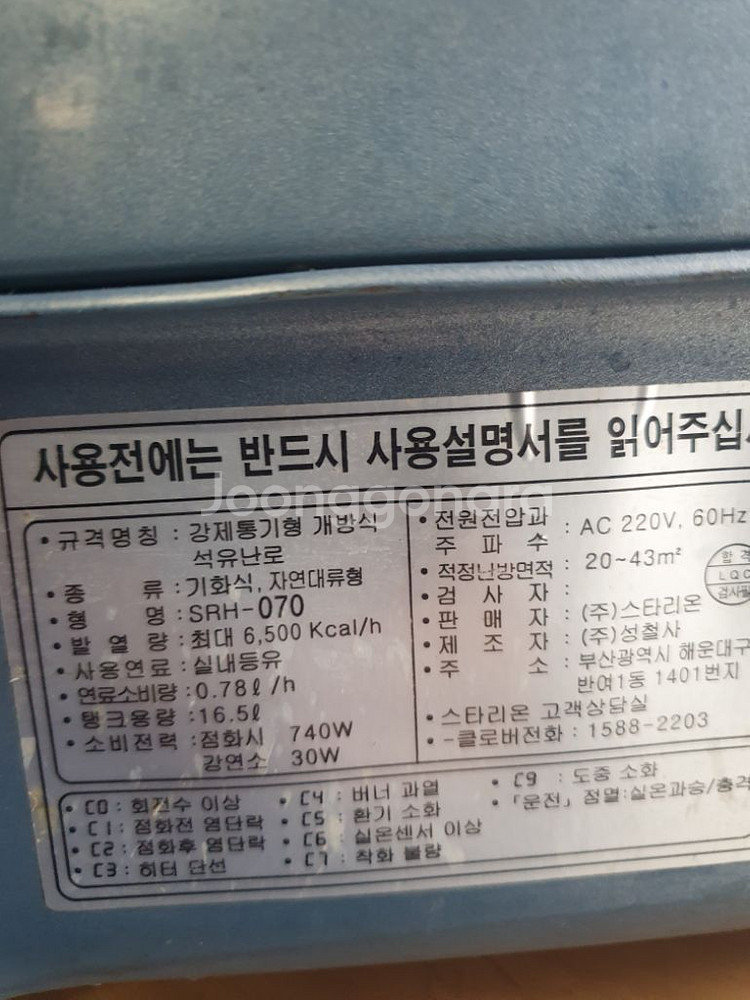 사용전에는 반드시 사용설명서를 읽어주십시
Joonggonara
• 규격명칭 : 강제통기형 개방식
석유난로
• 종 류 : 기화식, 자연대류형
• 형 명 : SRH-070
• 발 열 량 : 최대 6,500 Kcal/h
• 사용연료 : 실내등유
• 연료소비량 : 0.78ℓ/h
• 탱크용량 : 16.5ℓ
• 소비전력 : 점화시 740W
강연소 30W
• 전원전압과
주 파 수 : AC 220V, 60Hz
• 적정난방면적 : 20~43m²
• 검 사 자 :
• 판 매 자 : (주)스타리온
• 제 조 자 : (주)성철사
• 주 소 : 부산광역시 해운대구
반여1동 1401번지
• 스타리온 고객상담실
• -클로버전화 : 1588-2203
합격
LQC
검사필
• C0 : 회전수 이상
• C1 : 점화전 염단락
• C2 : 점화후 염단락
• C3 : 히터 단선
• C4 : 버너 과열
• C5 : 환기 소화
• C6 : 실온센서 이상
• C7 : 착화 불량
• C9 : 도중 소화
• 「운전」 점멸:실온과승/충격